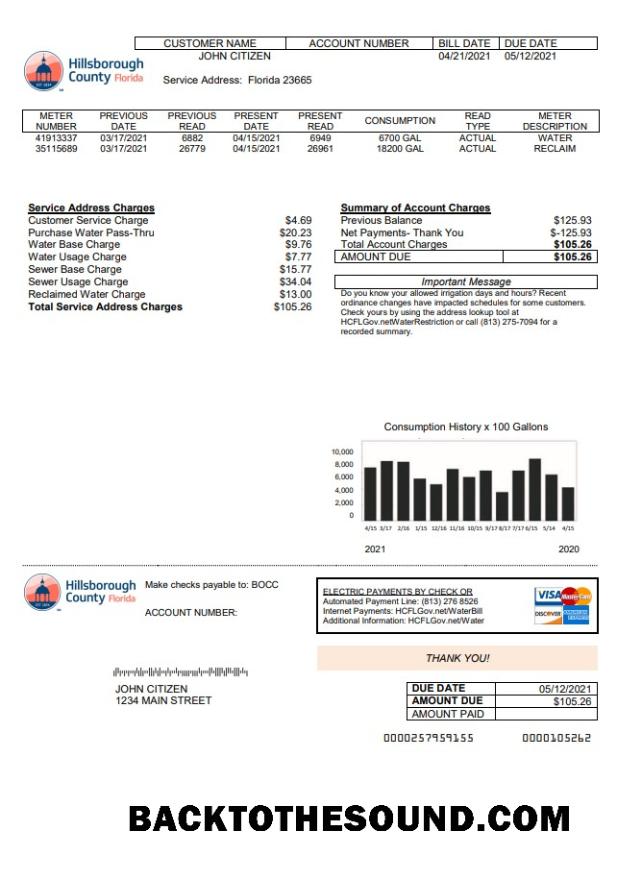 CUSTOMER NAME ACCOUNT NUMBER BILL DATE DUE DATE
JOHN CITIZEN 04/21/2021 05/12/2021
Hillsborough
County Florida
EST. 1834
SM
Service Address: Florida 23665
METER NUMBER PREVIOUS DATE PREVIOUS READ PRESENT DATE PRESENT READ CONSUMPTION READ TYPE METER DESCRIPTION
41913337 03/17/2021 6882 04/15/2021 6949 6700 GAL ACTUAL WATER
35115689 03/17/2021 26779 04/15/2021 26961 18200 GAL ACTUAL RECLAIM
Service Address Charges
Customer Service Charge $4.69
Purchase Water Pass-Thru $20.23
Water Base Charge $9.76
Water Usage Charge $7.77
Sewer Base Charge $15.77
Sewer Usage Charge $34.04
Reclaimed Water Charge $13.00
Total Service Address Charges $105.26
Summary of Account Charges
Previous Balance $125.93
Net Payments- Thank You $-125.93
Total Account Charges $105.26
AMOUNT DUE $105.26
Important Message
Do you know your allowed irrigation days and hours? Recent
ordinance changes have impacted schedules for some customers.
Check yours by using the address lookup tool at
HCFLGov.netWaterRestriction or call (813) 275-7094 for a
recorded summary.
Consumption History x 100 Gallons
10,000
8,000
6,000
4,000
2,000
0
4/15 3/17 2/16 1/15 12/16 11/16 10/15 9/17 8/17 7/17 6/15 5/14 4/15
2021 2020
Hillsborough
County Florida
EST. 1834
SM
Make checks payable to: BOCC
ACCOUNT NUMBER:
ELECTRIC PAYMENTS BY CHECK OR
Automated Payment Line: (813) 276 8526
Internet Payments: HCFLGov.net/WaterBill
Additional Information: HCFLGov.net/Water
VISA MasterCard
DISCOVER AMERICAN EXPRESS
THANK YOU!
JOHN CITIZEN
1234 MAIN STREET
DUE DATE 05/12/2021
AMOUNT DUE $105.26
AMOUNT PAID
0000257959155 0000105262
BACKTOTHESOUND.COM